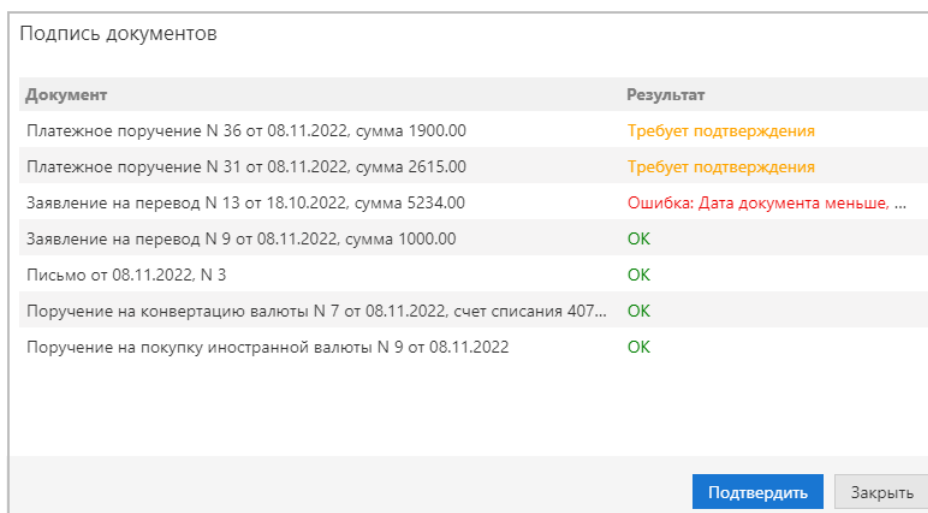 Подпись документов
Документ Результат
Платежное поручение N 36 от 08.11.2022, сумма 1900.00 Требует подтверждения
Платежное поручение N 31 от 08.11.2022, сумма 2615.00 Требует подтверждения
Заявление на перевод N 13 от 18.10.2022, сумма 5234.00 Ошибка: Дата документа меньше, ...
Заявление на перевод N 9 от 08.11.2022, сумма 1000.00 ОК
Письмо от 08.11.2022, N 3 ОК
Поручение на конвертацию валюты N 7 от 08.11.2022, счет списания 407... ОК
Поручение на покупку иностранной валюты N 9 от 08.11.2022 ОК
Подтвердить Закрыть